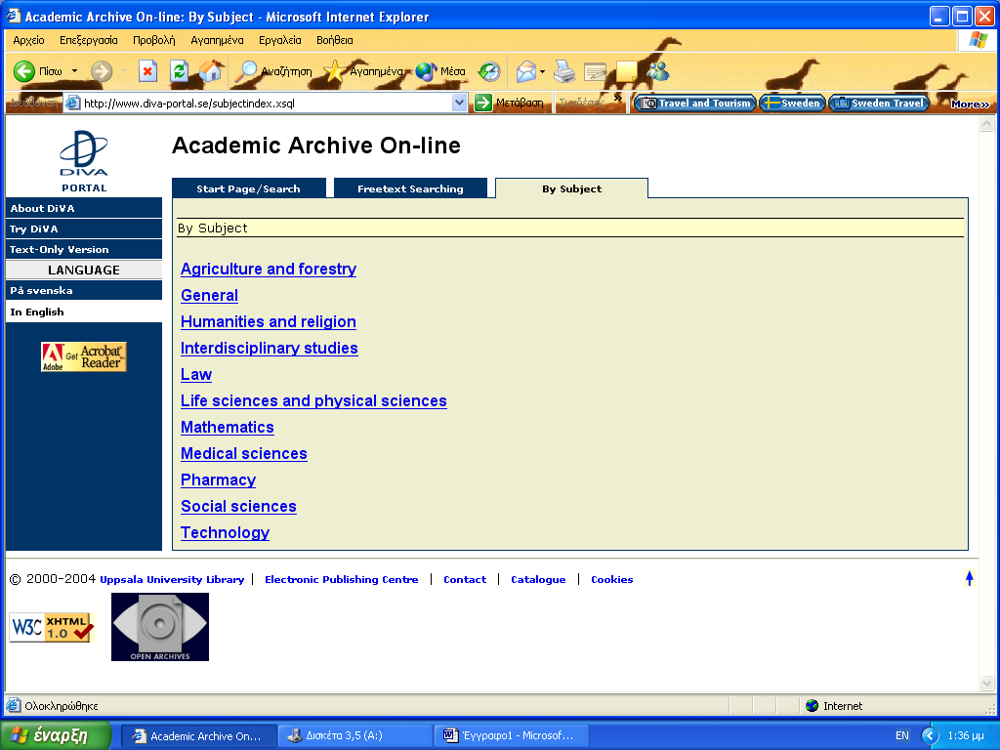 Academic Archive On-line: By Subject - Microsoft Internet Explorer
Αρχείο Επεξεργασία Προβολή Αγαπημένα Εργαλεία Βοήθεια
Πίσω Αναζήτηση Αγαπημένα Μέσα
Διεύθυνση http://www.diva-portal.se/subjectindex.xsql Μετάβαση Συνδέσεις » Travel and Tourism Sweden Sweden Travel More»
DiVA
PORTAL
Academic Archive On-line
Start Page/Search Freetext Searching By Subject
About DiVA
Try DiVA
Text-Only Version
LANGUAGE
På svenska
In English
Adobe Get Acrobat Reader
By Subject
Agriculture and forestry
General
Humanities and religion
Interdisciplinary studies
Law
Life sciences and physical sciences
Mathematics
Medical sciences
Pharmacy
Social sciences
Technology
© 2000-2004 Uppsala University Library | Electronic Publishing Centre | Contact | Catalogue | Cookies
W3C XHTML 1.0
OPEN ARCHIVES
Ολοκληρώθηκε Internet
έναρξη Academic Archive On... Δισκέτα 3,5 (A:) Έγγραφο1 - Microsof... EN 1:36 μμ